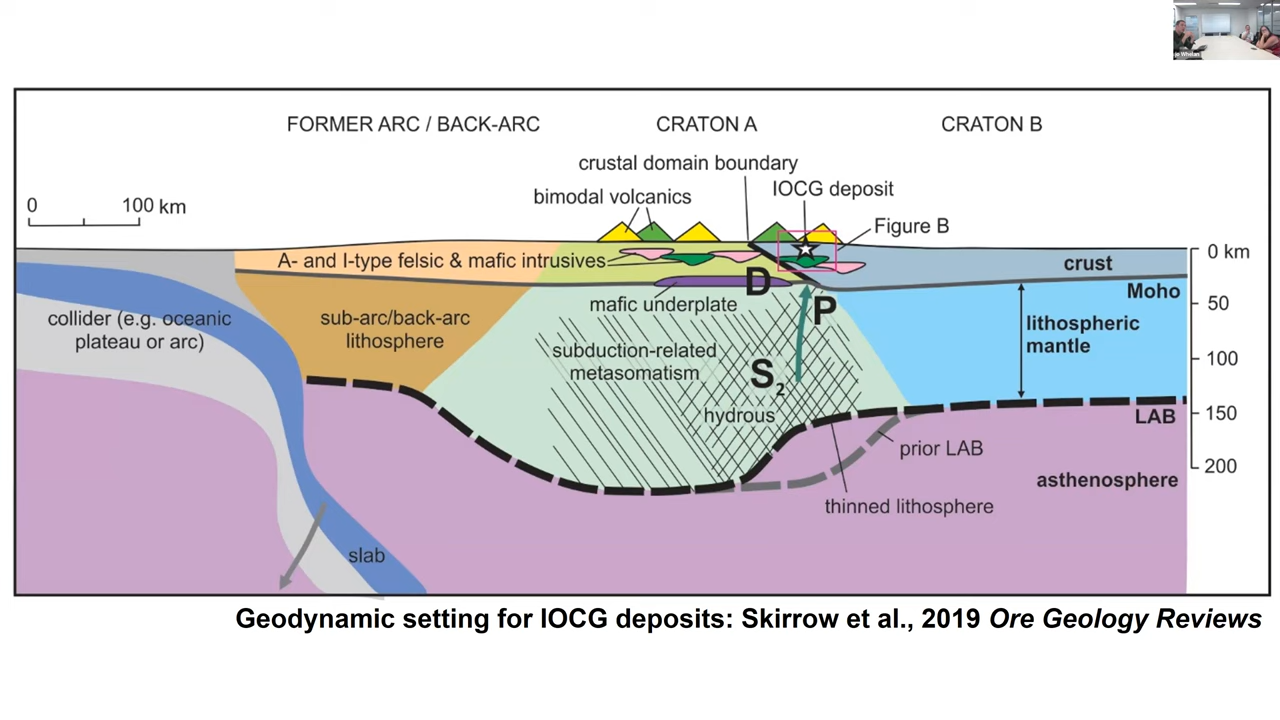 jo Whelan
FORMER ARC / BACK-ARC
CRATON A
CRATON B
crustal domain boundary
bimodal volcanics
IOCG deposit
Figure B
0
100 km
A- and I-type felsic & mafic intrusives
crust
0 km
Moho
50
100
150
200
D
P
S2
mafic underplate
collider (e.g. oceanic
plateau or arc)
sub-arc/back-arc
lithosphere
subduction-related
metasomatism
hydrous
lithospheric
mantle
LAB
prior LAB
thinned lithosphere
asthenosphere
slab
Geodynamic setting for IOCG deposits: Skirrow et al., 2019 Ore Geology Reviews